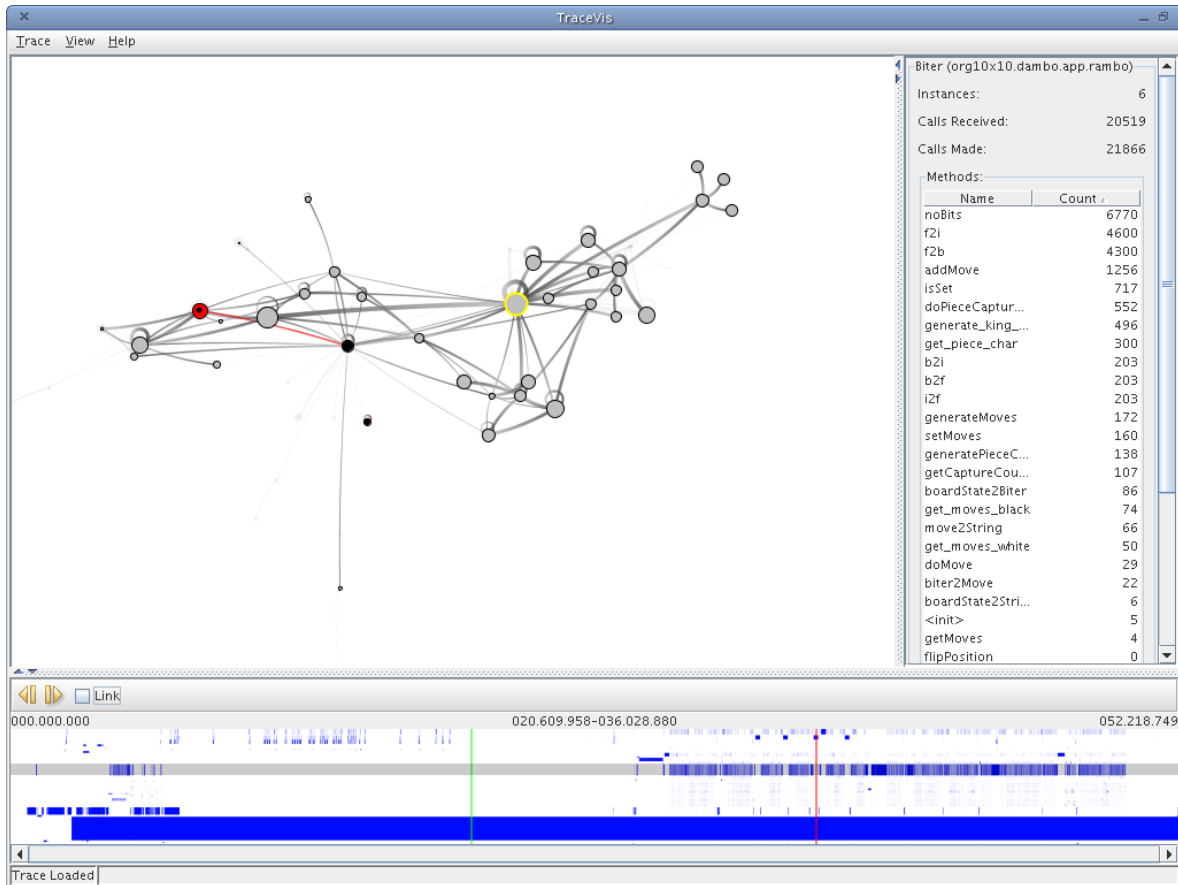 TraceVis
Trace View Help
Biter (org10x10.dambo.app.rambo)
Instances: 6
Calls Received: 20519
Calls Made: 21866
Methods:
Name Count
noBits 6770
f2i 4600
f2b 4300
addMove 1256
isSet 717
doPieceCaptur... 552
generate_king_... 496
get_piece_char 300
b2i 203
b2f 203
i2f 203
generateMoves 172
setMoves 160
generatePieceC... 138
getCaptureCou... 107
boardState2Biter 86
get_moves_black 74
move2String 66
get_moves_white 50
doMove 29
biter2Move 22
boardState2Stri... 6
<init> 5
getMoves 4
flipPosition 0
Link
000.000.000 020.609.958-036.028.880 052.218.749
Trace Loaded